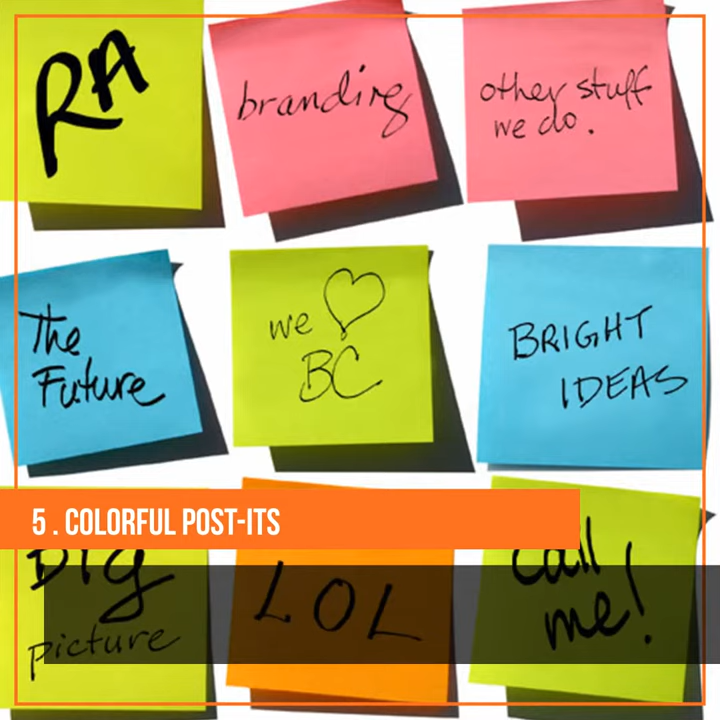 RA
branding
other stuff
we do.
The
Future
we
BC
BRIGHT
IDEAS
5 . COLORFUL POST-ITS
Big
picture
LOL
Call
me!